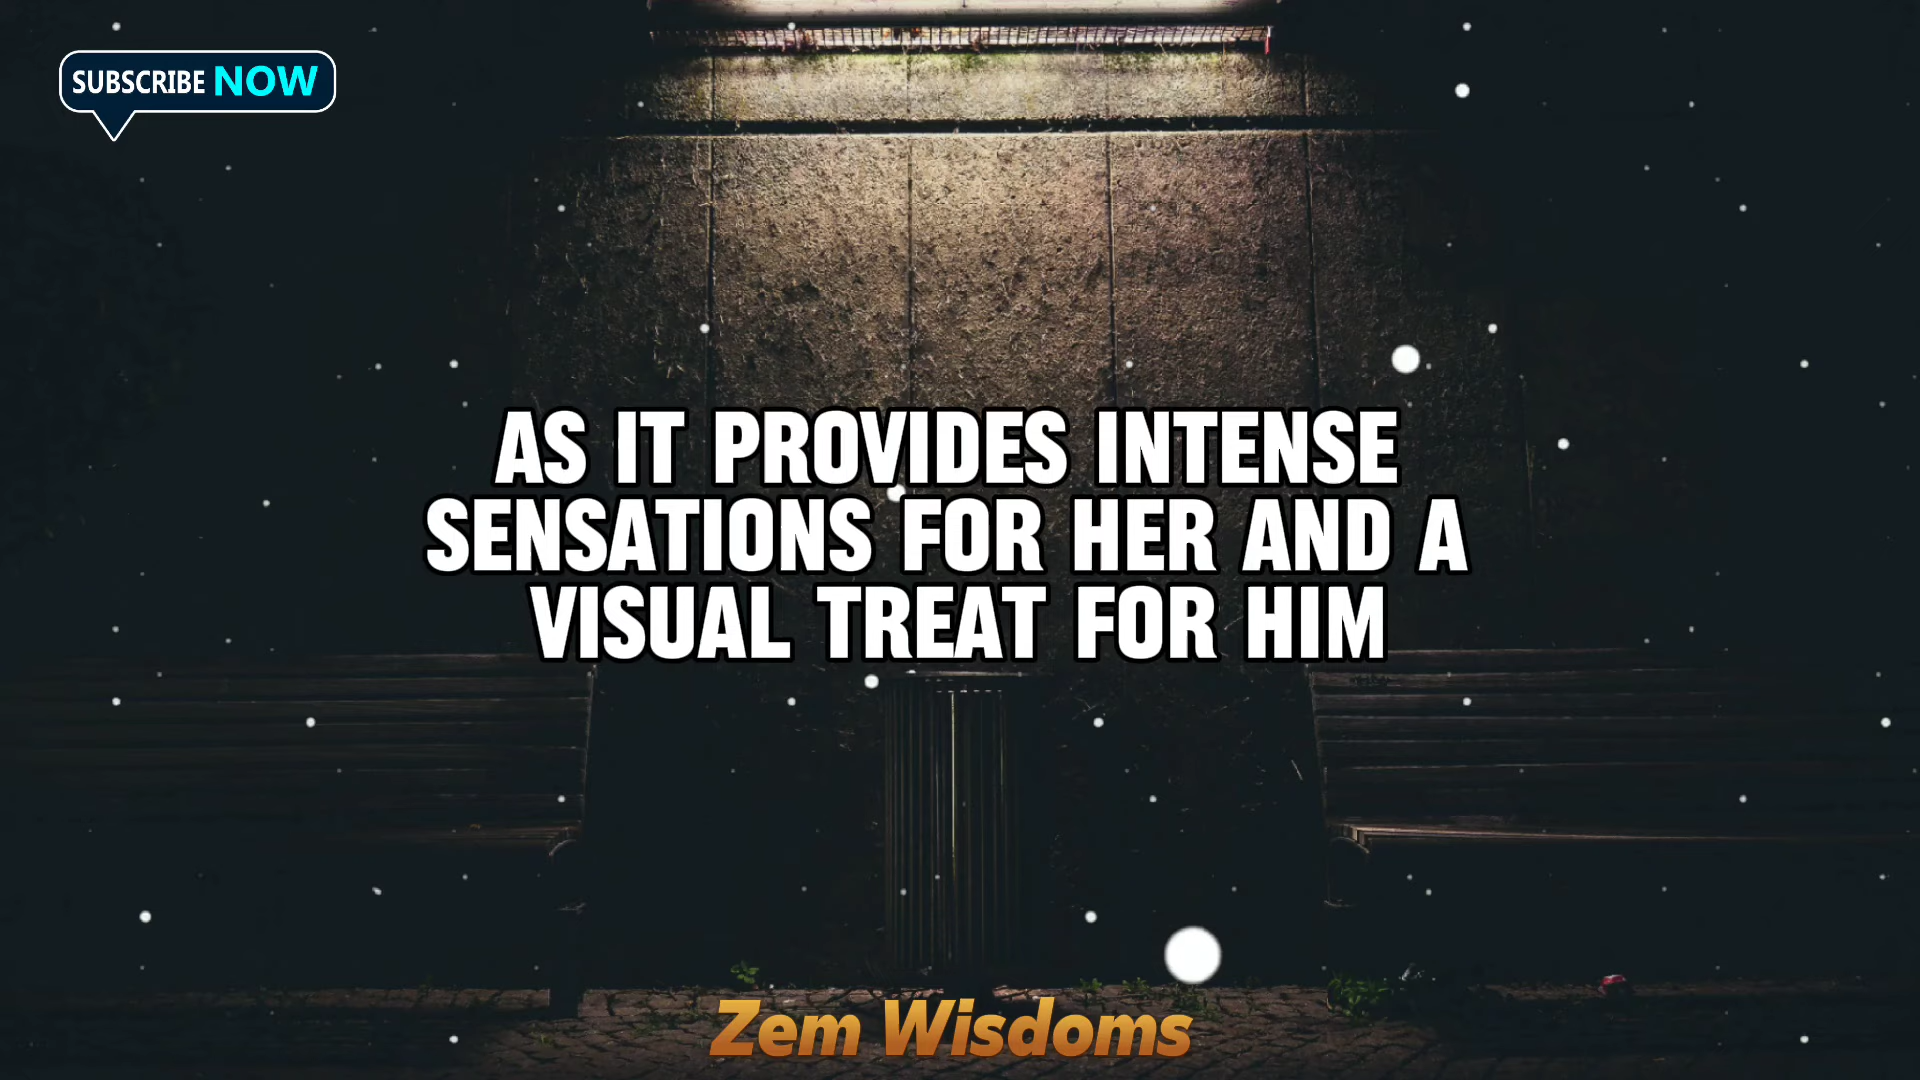 SUBSCRIBE NOW
AS IT PROVIDES INTENSE
SENSATIONS FOR HER AND A
VISUAL TREAT FOR HIM
Zem Wisdoms